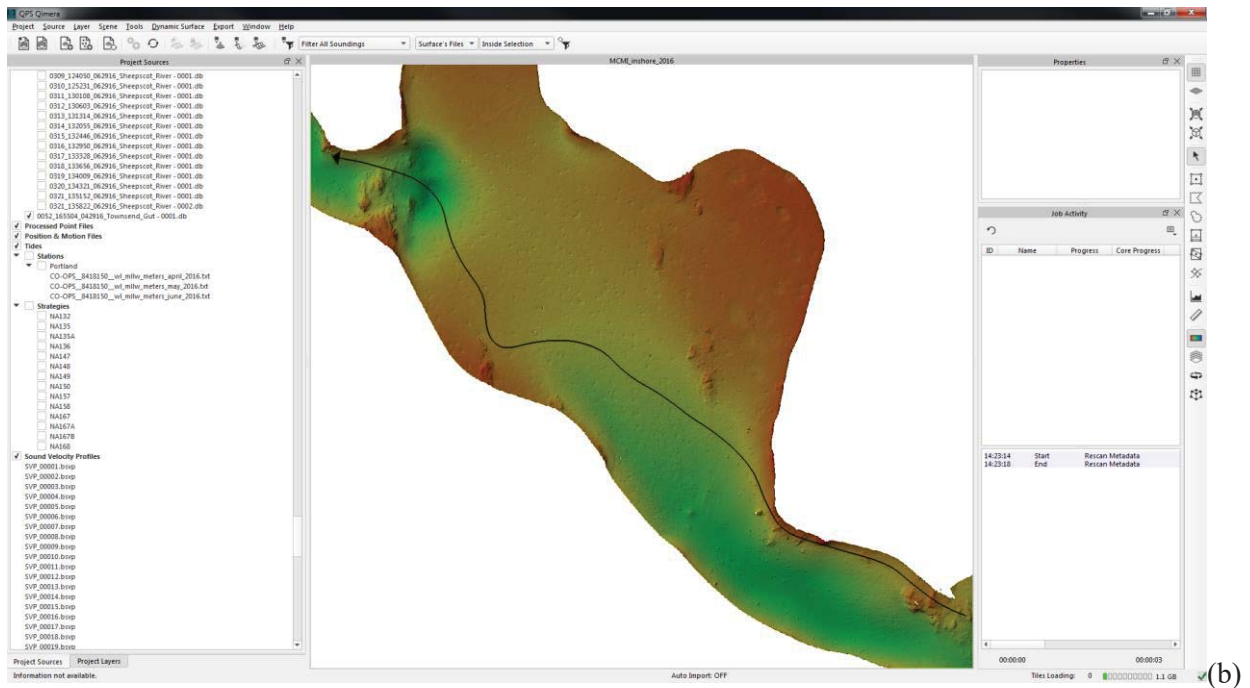 QPS Qimera
Project Source Layer Scene Tools Dynamic Surface Export Window Help
Filter All Soundings Surface's Files Inside Selection
Project Sources
0309_124050_062916_Sheepscot_River - 0001.db
0310_125231_062916_Sheepscot_River - 0001.db
0311_130108_062916_Sheepscot_River - 0001.db
0312_130603_062916_Sheepscot_River - 0001.db
0313_131314_062916_Sheepscot_River - 0001.db
0314_132055_062916_Sheepscot_River - 0001.db
0315_132446_062916_Sheepscot_River - 0001.db
0316_132950_062916_Sheepscot_River - 0001.db
0317_133328_062916_Sheepscot_River - 0001.db
0318_133656_062916_Sheepscot_River - 0001.db
0319_134009_062916_Sheepscot_River - 0001.db
0320_134321_062916_Sheepscot_River - 0001.db
0321_135152_062916_Sheepscot_River - 0001.db
0321_135822_062916_Sheepscot_River - 0002.db
0052_165504_042916_Townsend_Gut - 0001.db
Processed Point Files
Position & Motion Files
Tides
Stations
Portland
CO-OPS__8418150__wl_mllw_meters_april_2016.txt
CO-OPS__8418150__wl_mllw_meters_may_2016.txt
CO-OPS__8418150__wl_mllw_meters_june_2016.txt
Strategies
NA132
NA135
NA135A
NA136
NA147
NA148
NA149
NA150
NA157
NA158
NA167
NA167A
NA167B
NA168
Sound Velocity Profiles
SVP_00001.bsvp
SVP_00002.bsvp
SVP_00003.bsvp
SVP_00004.bsvp
SVP_00005.bsvp
SVP_00006.bsvp
SVP_00007.bsvp
SVP_00008.bsvp
SVP_00009.bsvp
SVP_00010.bsvp
SVP_00011.bsvp
SVP_00012.bsvp
SVP_00013.bsvp
SVP_00014.bsvp
SVP_00015.bsvp
SVP_00016.bsvp
SVP_00017.bsvp
SVP_00018.bsvp
SVP_00019.bsvp
Project Sources Project Layers
Information not available.
MCMI_inshore_2016
Auto Import: OFF
Properties
Job Activity
ID Name Progress Core Progress
14:23:14 Start Rescan Metadata
14:23:18 End Rescan Metadata
00:00:00 00:00:03
Tiles Loading: 0 1.1 GB
(b)